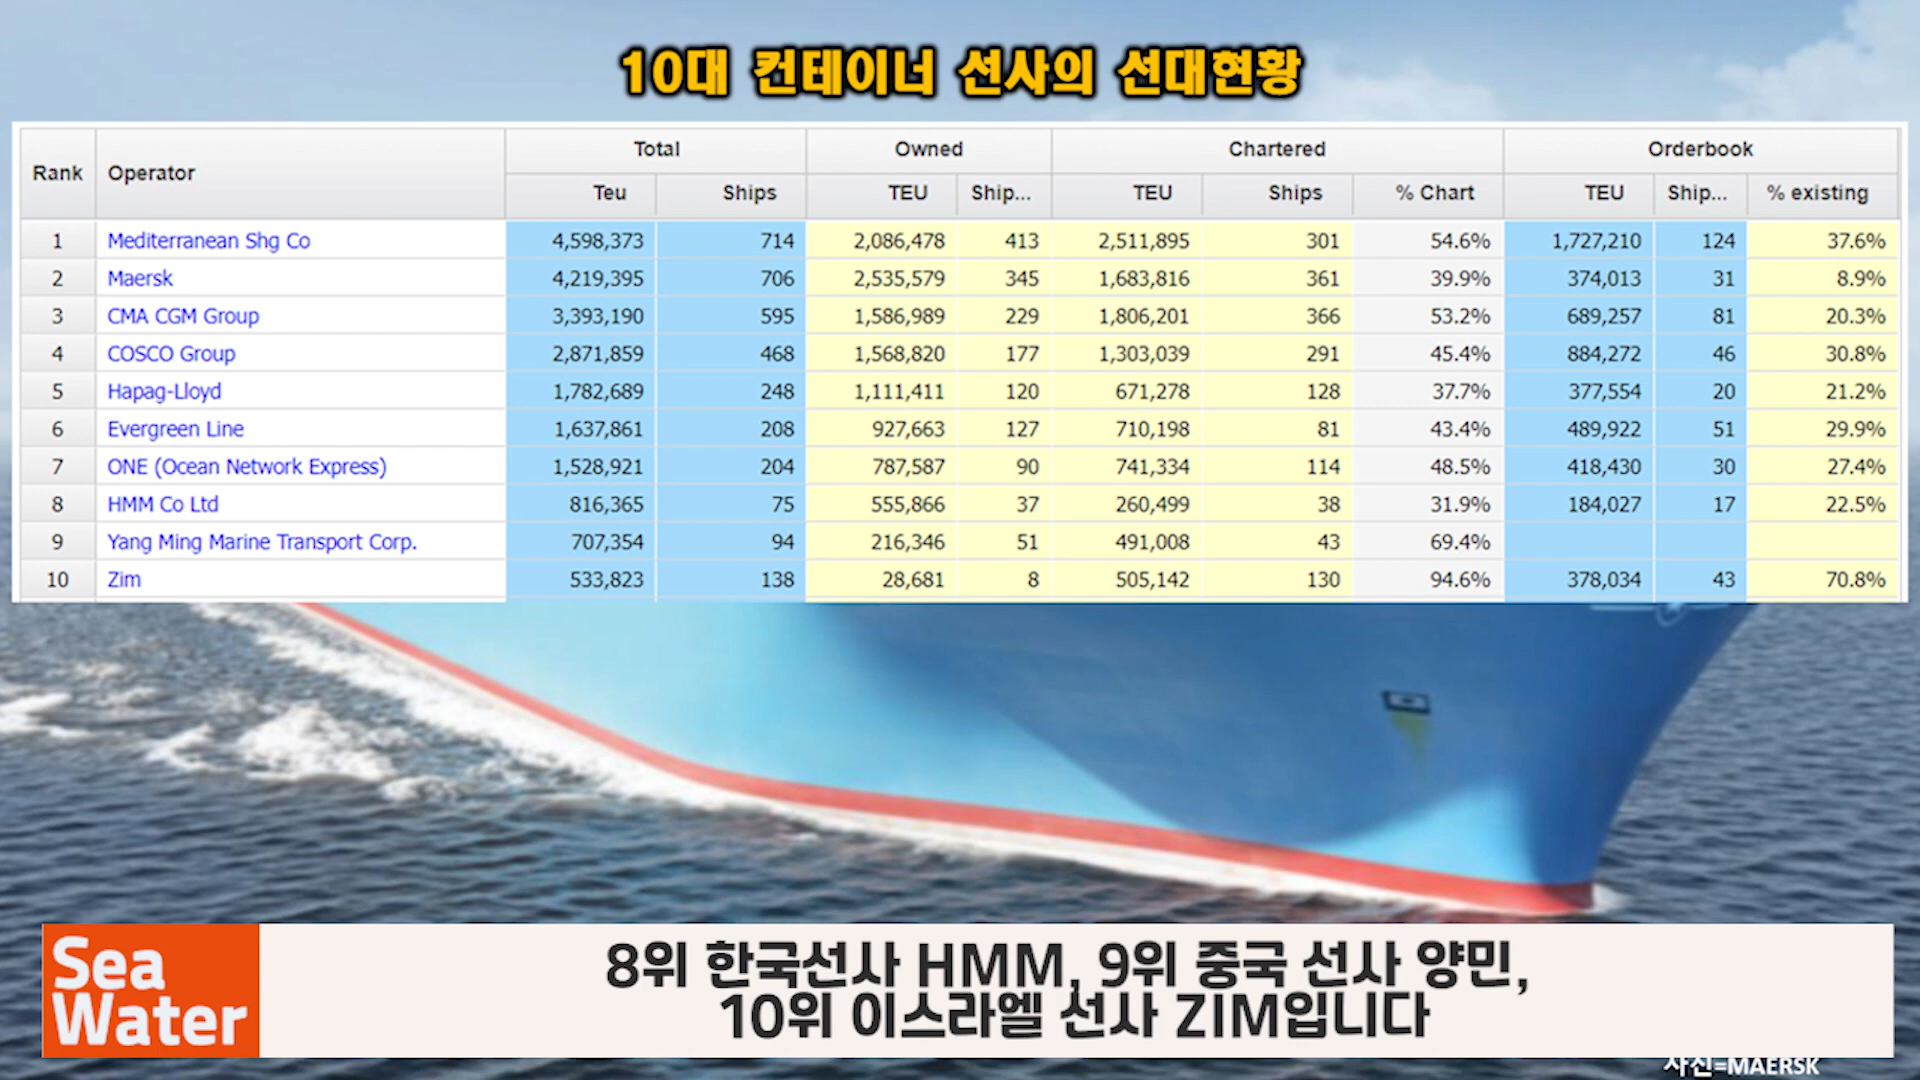 10대 컨테이너 선사의 선대현황
Rank Operator Total Owned Chartered Orderbook
Teu Ships TEU Ship... TEU Ships % Chart TEU Ship... % existing
1 Mediterranean Shg Co 4,598,373 714 2,086,478 413 2,511,895 301 54.6% 1,727,210 124 37.6%
2 Maersk 4,219,395 706 2,535,579 345 1,683,816 361 39.9% 374,013 31 8.9%
3 CMA CGM Group 3,393,190 595 1,586,989 229 1,806,201 366 53.2% 689,257 81 20.3%
4 COSCO Group 2,871,859 468 1,568,820 177 1,303,039 291 45.4% 884,272 46 30.8%
5 Hapag-Lloyd 1,782,689 248 1,111,411 120 671,278 128 37.7% 377,554 20 21.2%
6 Evergreen Line 1,637,861 208 927,663 127 710,198 81 43.4% 489,922 51 29.9%
7 ONE (Ocean Network Express) 1,528,921 204 787,587 90 741,334 114 48.5% 418,430 30 27.4%
8 HMM Co Ltd 816,365 75 555,866 37 260,499 38 31.9% 184,027 17 22.5%
9 Yang Ming Marine Transport Corp. 707,354 94 216,346 51 491,008 43 69.4%
10 Zim 533,823 138 28,681 8 505,142 130 94.6% 378,034 43 70.8%
Sea
Water
8위 한국선사 HMM, 9위 중국 선사 양민,
10위 이스라엘 선사 ZIM입니다
사진=MAERSK